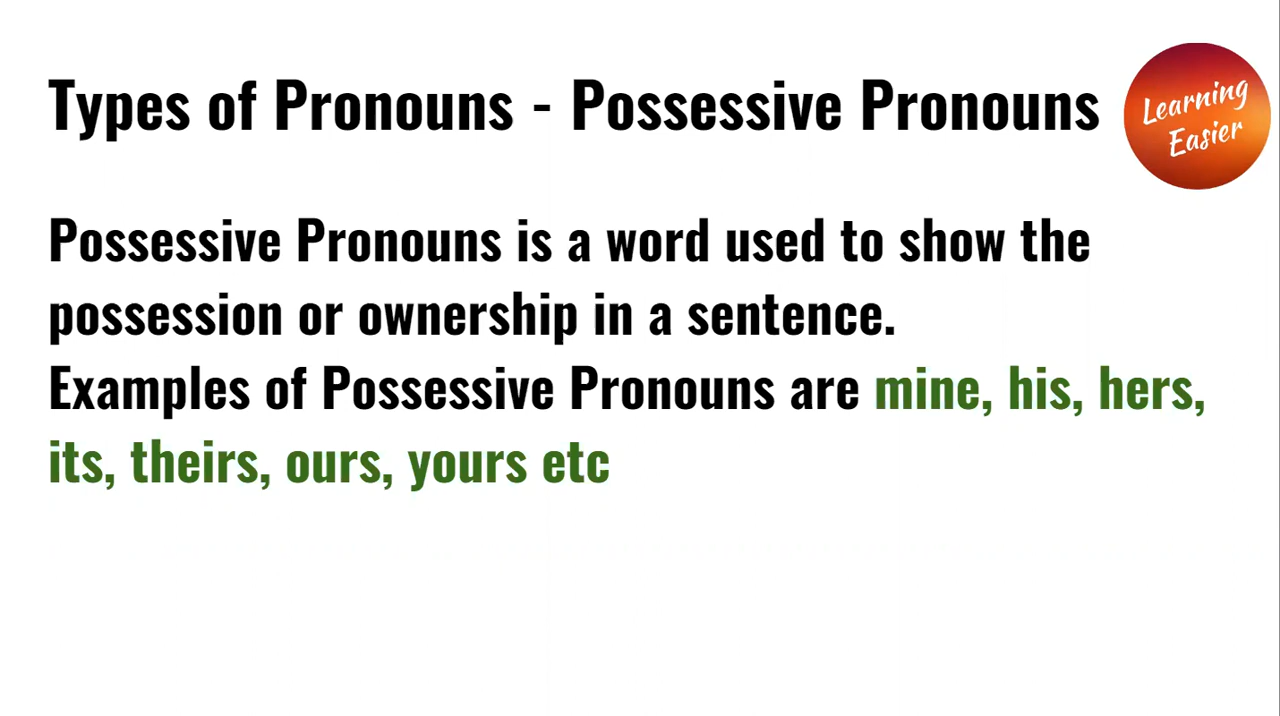 Types of Pronouns - Possessive Pronouns
Learning
Easier
Possessive Pronouns is a word used to show the
possession or ownership in a sentence.
Examples of Possessive Pronouns are mine, his, hers,
its, theirs, ours, yours etc